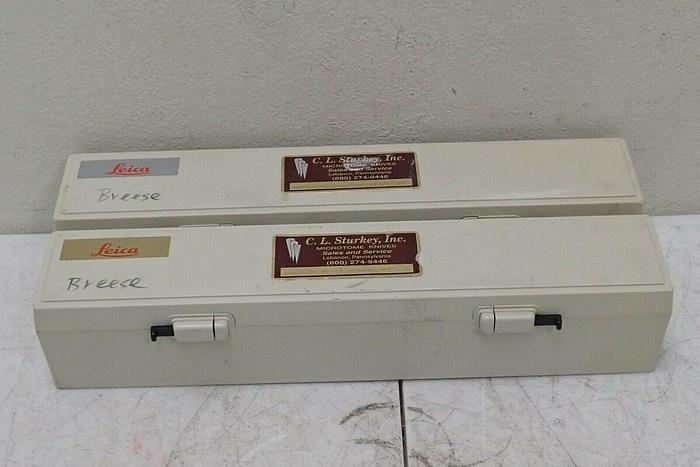 Leica
Breese
C. L. Sturkey, Inc.
MICROTOME KNIVES
Sales and Service
Lebanon, Pennsylvania
(800) 274-9446
Leica
Breese
C. L. Sturkey, Inc.
MICROTOME KNIVES
Sales and Service
Lebanon, Pennsylvania
(800) 274-9446